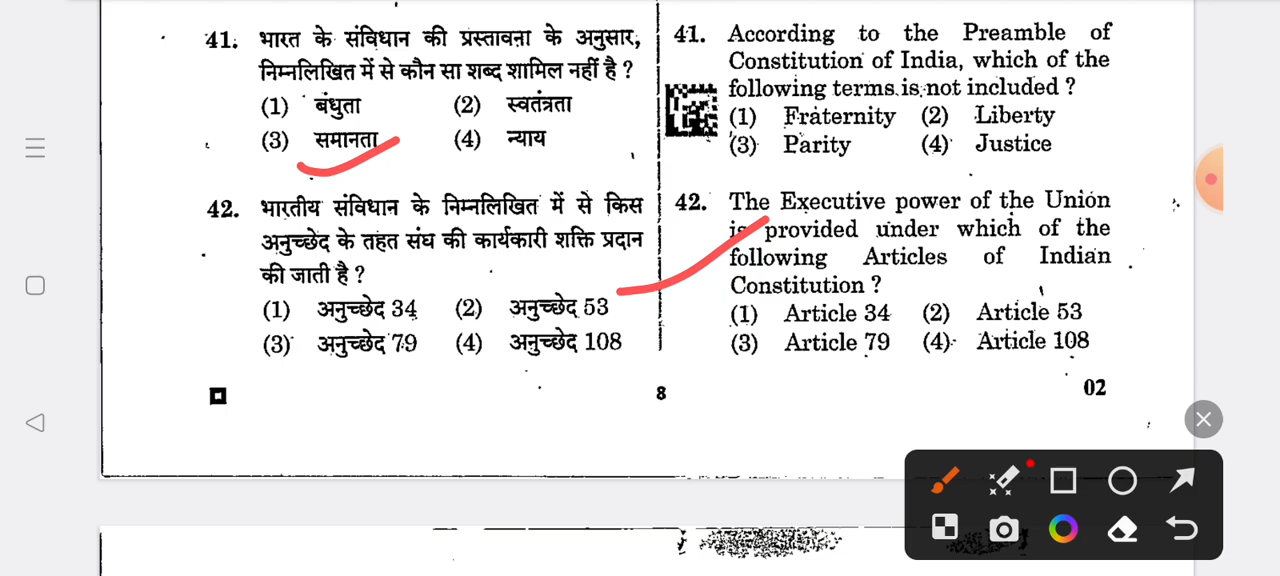 41. भारत के संविधान की प्रस्तावना के अनुसार,
निम्नलिखित में से कौन सा शब्द शामिल नहीं है ?
(1) बंधुता (2) स्वतंत्रता
(3) समानता (4) न्याय
42. भारतीय संविधान के निम्नलिखित में से किस
अनुच्छेद के तहत संघ की कार्यकारी शक्ति प्रदान
की जाती है ?
(1) अनुच्छेद 34 (2) अनुच्छेद 53
(3) अनुच्छेद 79 (4) अनुच्छेद 108
41. According to the Preamble of
Constitution of India, which of the
following terms is not included ?
(1) Fraternity (2) Liberty
(3) Parity (4) Justice
42. The Executive power of the Union
is provided under which of the
following Articles of Indian
Constitution ?
(1) Article 34 (2) Article 53
(3) Article 79 (4) Article 108
8
02